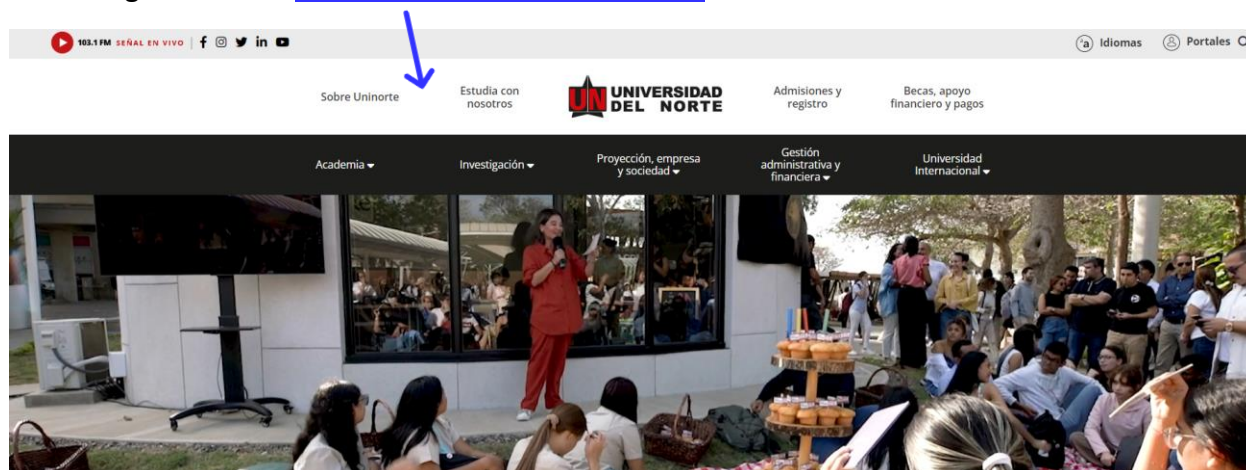 103.1 FM SEÑAL EN VIVO
Idiomas
Portales
Sobre Uninorte
Estudia con
nosotros
UN UNIVERSIDAD
DEL NORTE
Admisiones y
registro
Becas, apoyo
financiero y pagos
Academia
Investigación
Proyección, empresa
y sociedad
Gestión
administrativa y
financiera
Universidad
Internacional